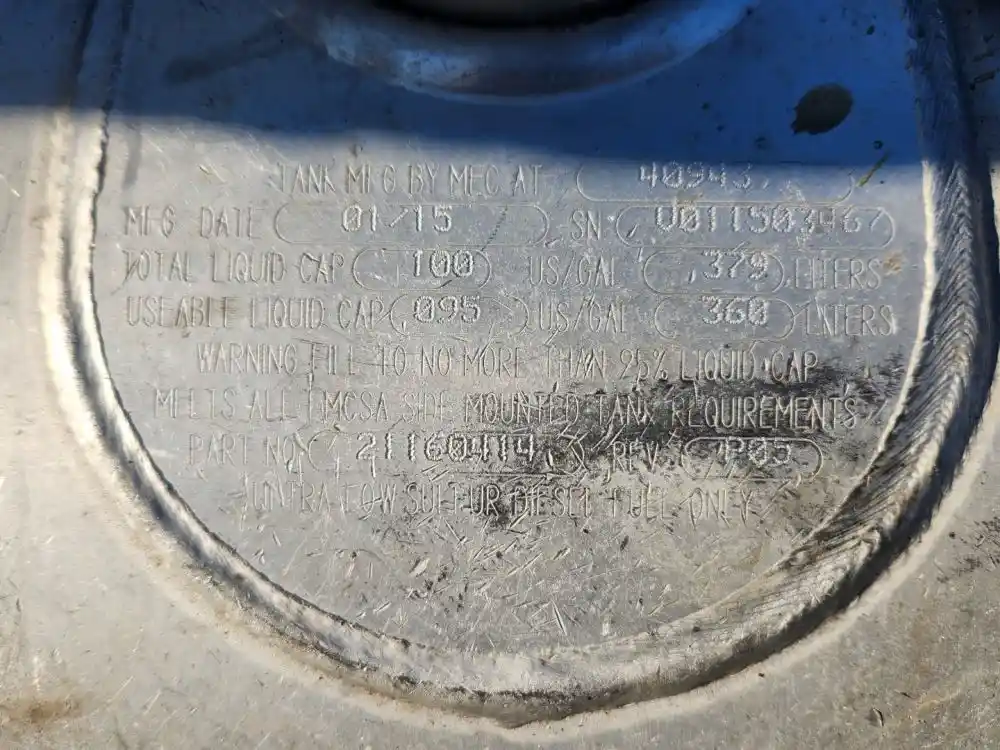 TANK MFG BY MEC AT 40943
MFG DATE 01/15 SN: V011503967
TOTAL LIQUID CAP 100 US/GAL 379 LITERS
USEABLE LIQUID CAP 095 US/GAL 360 LITERS
WARNING FILL TO NO MORE THAN 95% LIQUID CAP
MEETS ALL FMCSA SIDE MOUNTED TANK REQUIREMENTS
PART NO 21160414 REV P05
ULTRA LOW SULFUR DIESEL FUEL ONLY